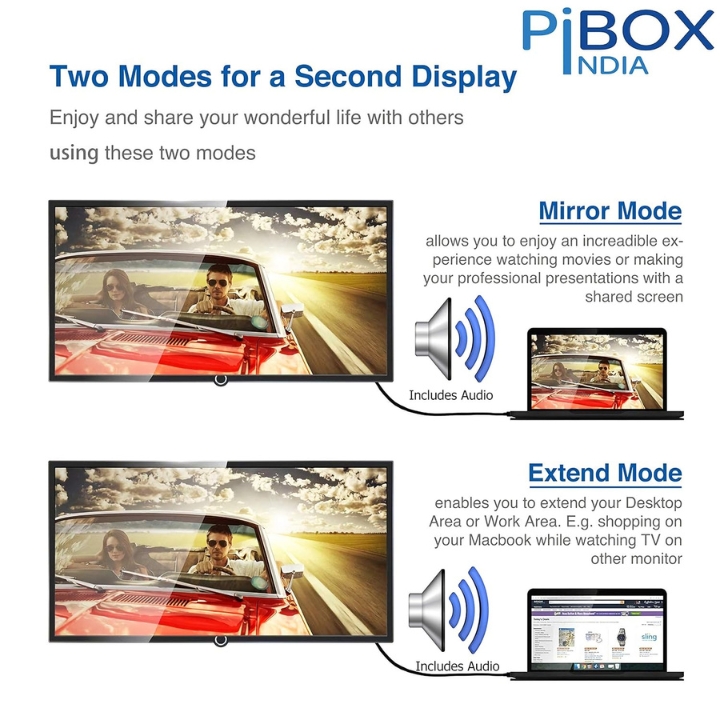 PiBOX
INDIA
Two Modes for a Second Display
Enjoy and share your wonderful life with others
using these two modes
Mirror Mode
allows you to enjoy an increadible ex-
perience watching movies or making
your professional presentations with a
shared screen
Includes Audio
Extend Mode
enables you to extend your Desktop
Area or Work Area. E.g. shopping on
your Macbook while watching TV on
other monitor
Includes Audio
sling